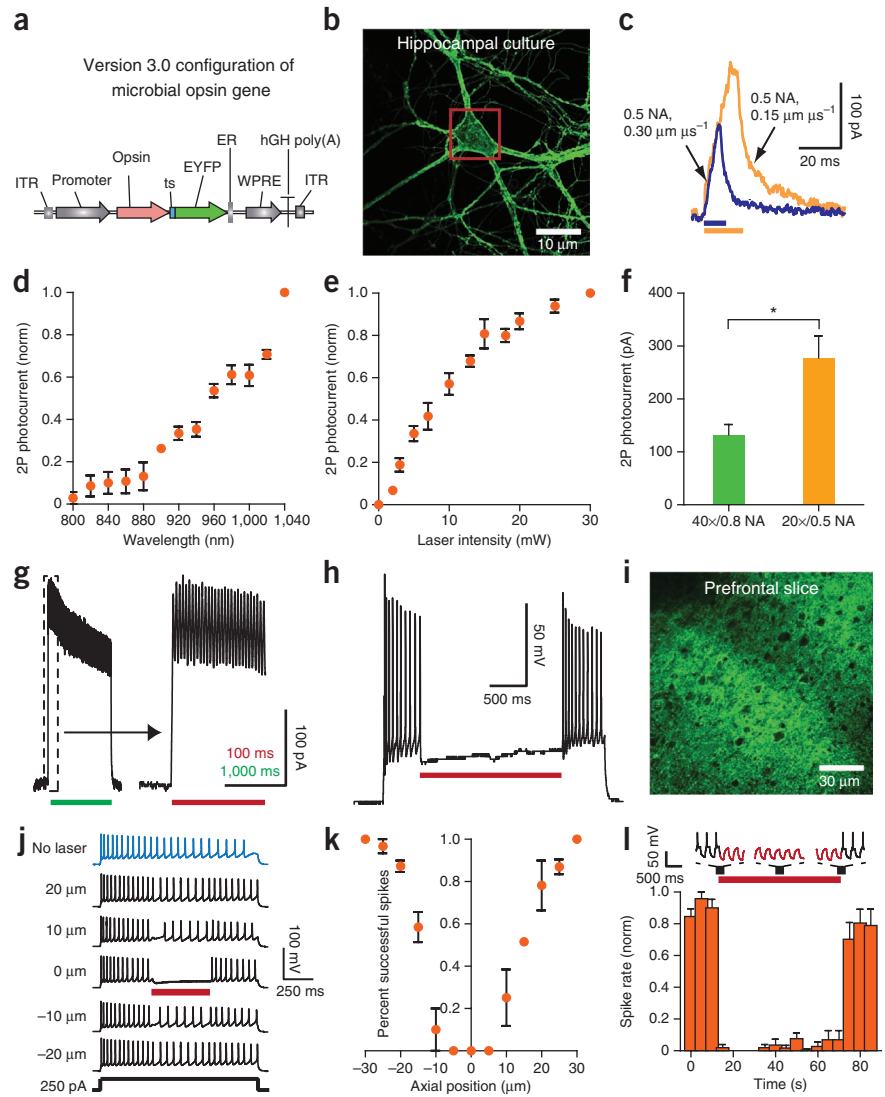 a
Version 3.0 configuration of
microbial opsin gene
ITR
Promoter
Opsin
ts
EYFP
ER
WPRE
hGH poly(A)
ITR
b
Hippocampal culture
10 μm
c
0.5 NA,
0.30 μm μs⁻¹
0.5 NA,
0.15 μm μs⁻¹
100 pA
20 ms
d
2P photocurrent (norm)
1.0
0.8
0.6
0.4
0.2
0
800
840
880
920
960
1,000
1,040
Wavelength (nm)
e
2P photocurrent (norm)
1.0
0.8
0.6
0.4
0.2
0
0
10
20
30
Laser intensity (mW)
f
2P photocurrent (pA)
400
300
200
100
0
*
40×/0.8 NA
20×/0.5 NA
g
100 pA
100 ms
1,000 ms
h
50 mV
500 ms
i
Prefrontal slice
30 μm
j
No laser
20 μm
10 μm
0 μm
−10 μm
−20 μm
250 pA
100 mV
250 ms
k
Percent successful spikes
1.0
0.8
0.6
0.4
0.2
−30
−20
−10
0
10
20
30
Axial position (μm)
l
50 mV
500 ms
Spike rate (norm)
1.0
0.8
0.6
0.4
0.2
0
0
20
40
60
80
Time (s)